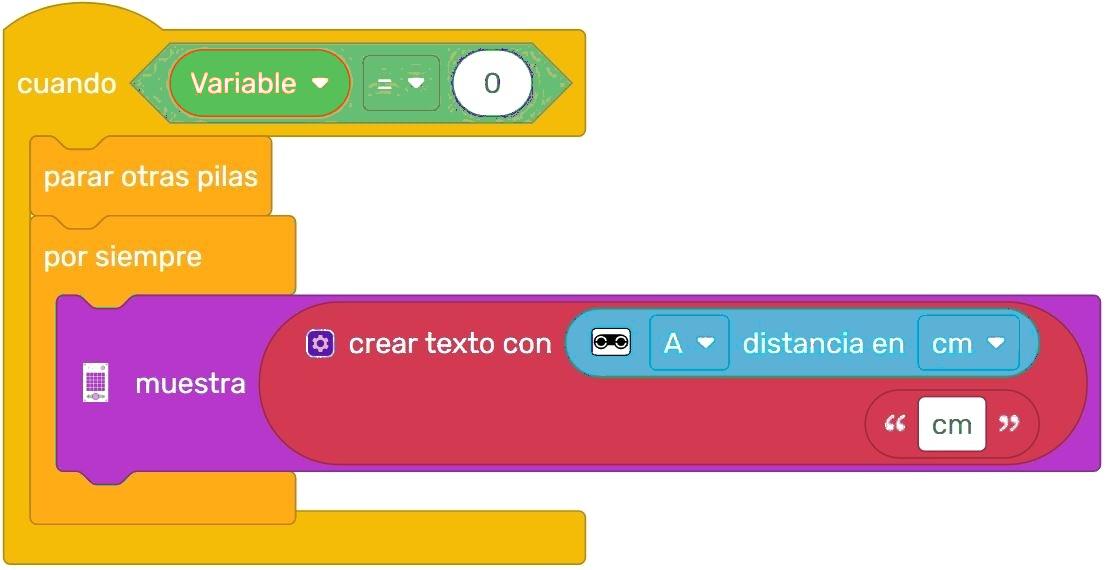 cuando Variable = 0
parar otras pilas
por siempre
crear texto con A distancia en cm
muestra
“ cm ”